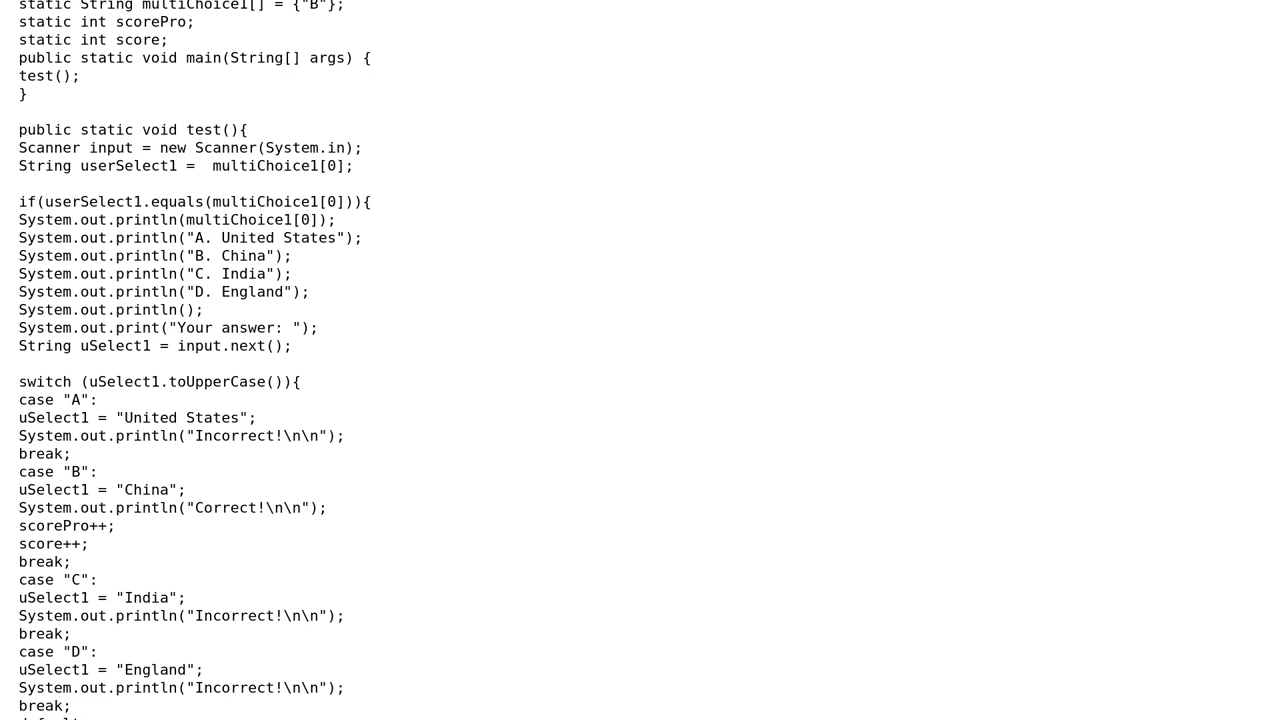 static String multiChoice1[] = {"B"};
static int scorePro;
static int score;
public static void main(String[] args) {
test();
}

public static void test(){
Scanner input = new Scanner(System.in);
String userSelect1 =  multiChoice1[0];

if(userSelect1.equals(multiChoice1[0])){
System.out.println(multiChoice1[0]);
System.out.println("A. United States");
System.out.println("B. China");
System.out.println("C. India");
System.out.println("D. England");
System.out.println();
System.out.print("Your answer: ");
String uSelect1 = input.next();

switch (uSelect1.toUpperCase()){
case "A":
uSelect1 = "United States";
System.out.println("Incorrect!\n\n");
break;
case "B":
uSelect1 = "China";
System.out.println("Correct!\n\n");
scorePro++;
score++;
break;
case "C":
uSelect1 = "India";
System.out.println("Incorrect!\n\n");
break;
case "D":
uSelect1 = "England";
System.out.println("Incorrect!\n\n");
break;